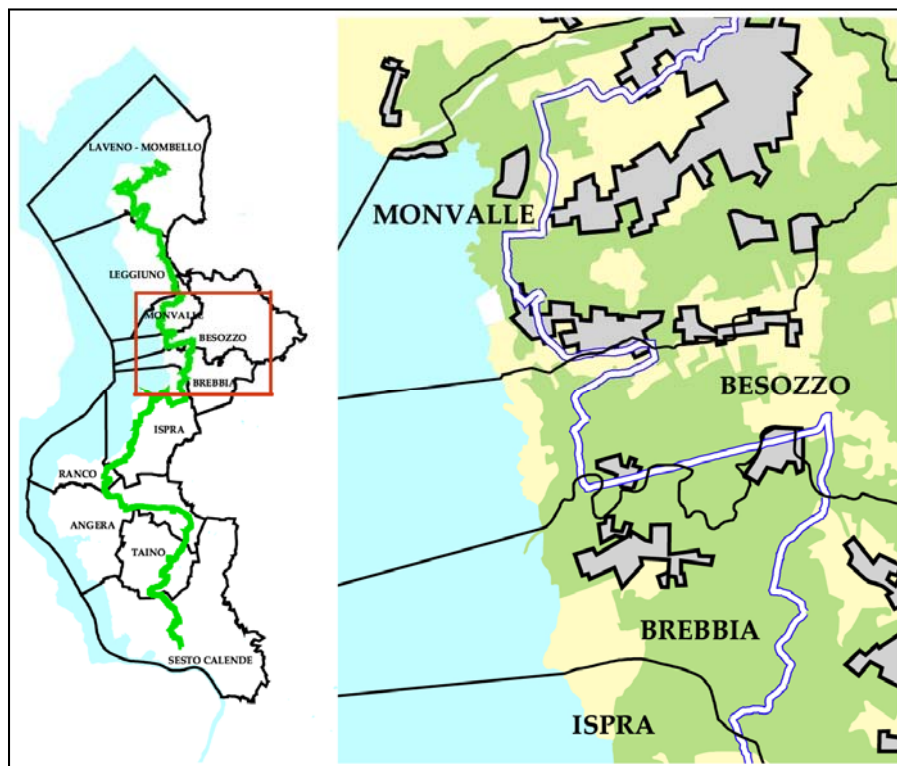 LAVENO - MOMBELLO
LEGGIUNO
MONVALLE
BESOZZO
BREBBIA
ISPRA
RANCO
ANGERA
TAINO
SESTO CALENDE
MONVALLE
BESOZZO
BREBBIA
ISPRA